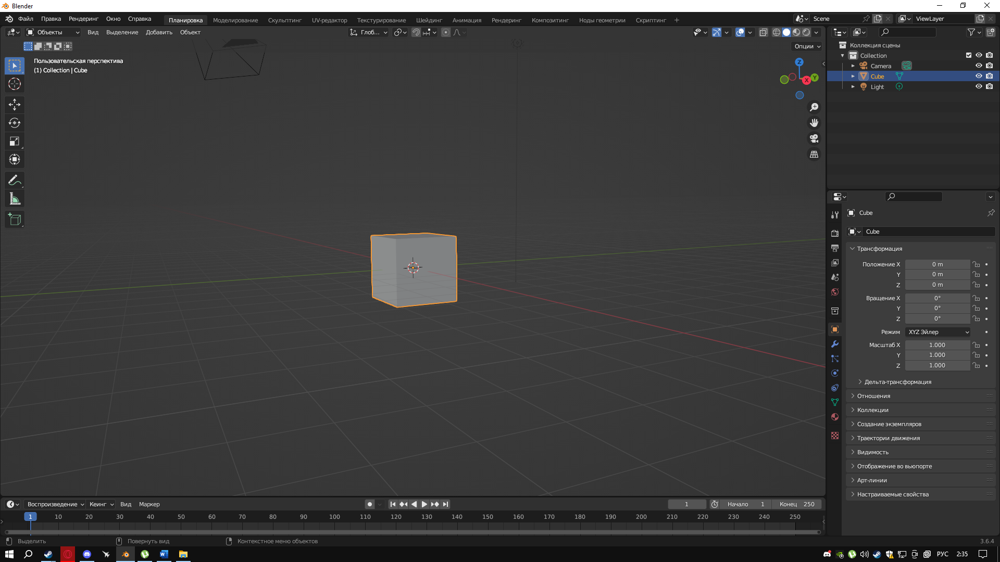 Blender
Файл Правка Рендеринг Окно Справка Планировка Моделирование Скульптинг UV-редактор Текстурирование Шейдинг Анимация Рендеринг Композитинг Ноды геометрии Скриптинг + Scene ViewLayer
Объекты Вид Выделение Добавить Объект Глоб...
Опции
Пользовательская перспектива
(1) Collection | Cube
Z
X
Y
Коллекция сцены
Collection
Camera
Cube
Light
Cube
Cube
Трансформация
Положение X 0 m
Y 0 m
Z 0 m
Вращение X 0°
Y 0°
Z 0°
Режим XYZ Эйлер
Масштаб X 1.000
Y 1.000
Z 1.000
Дельта-трансформация
Отношения
Коллекции
Создание экземпляров
Траектории движения
Видимость
Отображение во вьюпорте
Арт-линии
Настраиваемые свойства
Воспроизведение Кеинг Вид Маркер 1 Начало 1 Конец 250
1 10 20 30 40 50 60 70 80 90 100 110 120 130 140 150 160 170 180 190 200 210 220 230 240 250
Выделить Повернуть вид Контекстное меню объектов 3.6.4
РУС 2:35